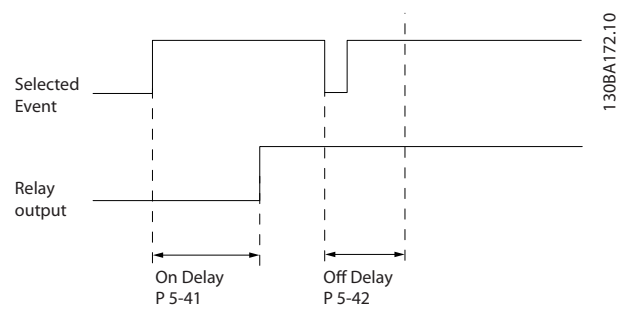 130BA172.10
Selected
Event
Relay
output
On Delay
P 5-41
Off Delay
P 5-42